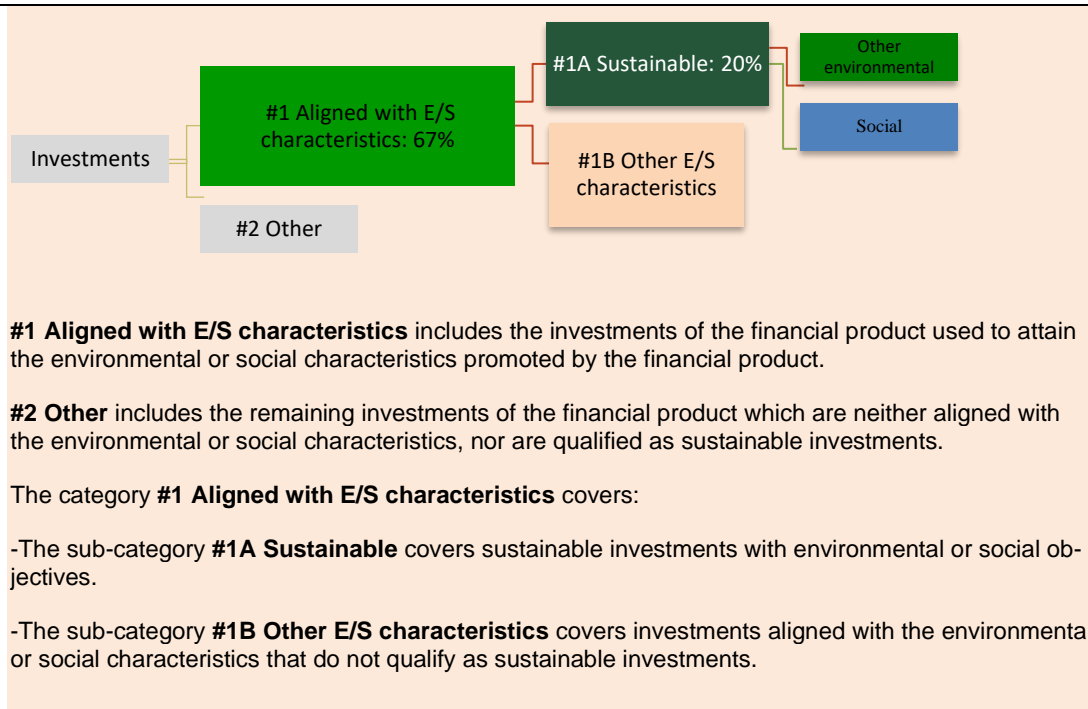 #1A Sustainable: 20%
Other
environmental
#1 Aligned with E/S
characteristics: 67%
Social
Investments
#1B Other E/S
characteristics
#2 Other
#1 Aligned with E/S characteristics includes the investments of the financial product used to attain
the environmental or social characteristics promoted by the financial product.
#2 Other includes the remaining investments of the financial product which are neither aligned with
the environmental or social characteristics, nor are qualified as sustainable investments.
The category #1 Aligned with E/S characteristics covers:
-The sub-category #1A Sustainable covers sustainable investments with environmental or social ob-
jectives.
-The sub-category #1B Other E/S characteristics covers investments aligned with the environmenta
or social characteristics that do not qualify as sustainable investments.